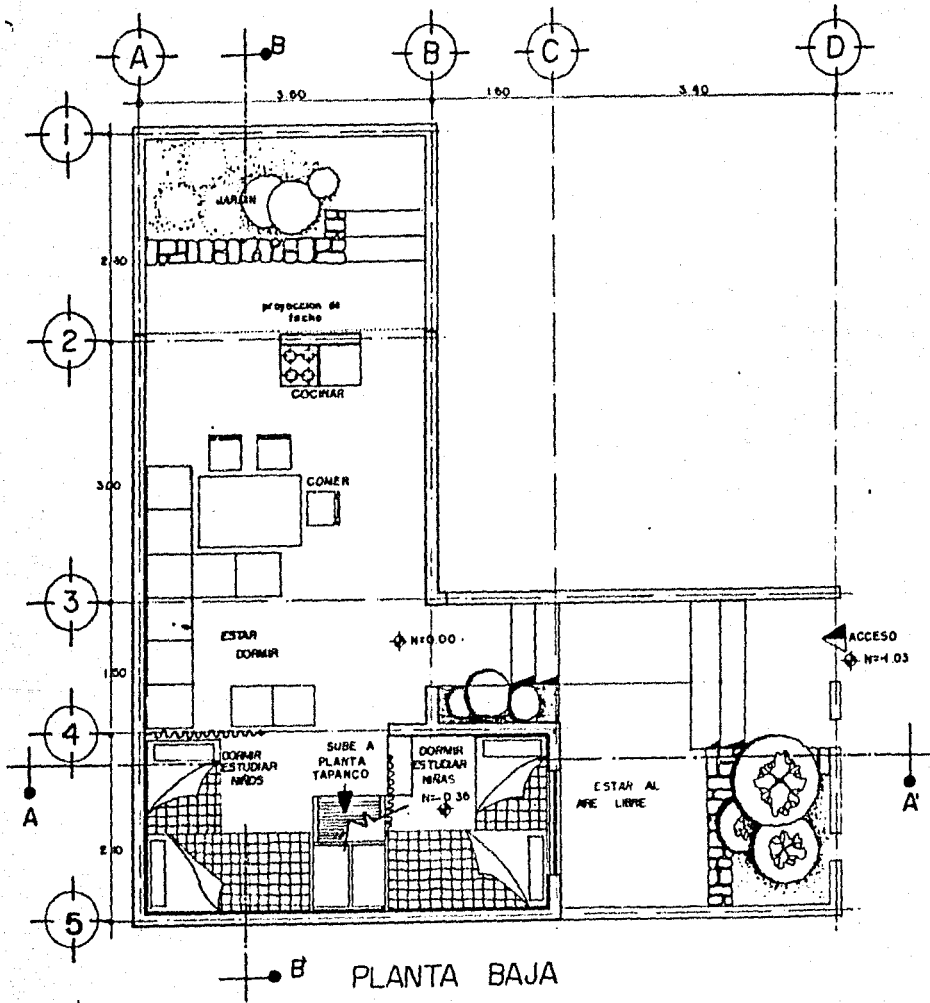 B
A
B
C
D
3.60
1.60
3.40
1
JARDIN
2.40
proyeccion de
techo
2
COCINAR
3.00
COMER
3
ESTAR
DORMIR
N=0.00
ACCESO
N=-1.03
1.50
4
DORMIR
ESTUDIAR
NIÑOS
SUBE A
PLANTA
TAPANCO
DORMIR
ESTUDIAR
NIÑAS
N=-0.36
ESTAR AL
AIRE LIBRE
A
A'
5
B'
PLANTA BAJA